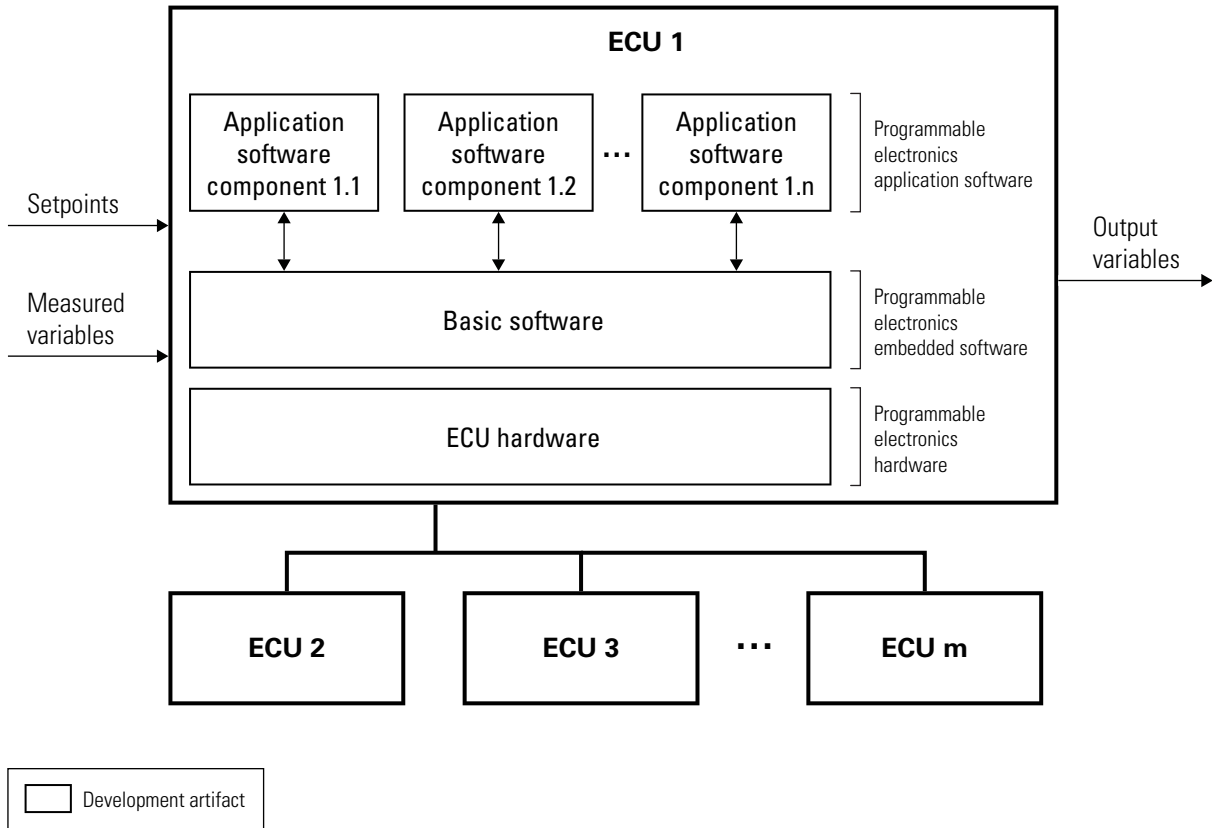 ECU 1
Application
software
component 1.1
Application
software
component 1.2
...
Application
software
component 1.n
Programmable
electronics
application software
Setpoints
Measured
variables
Output
variables
Basic software
Programmable
electronics
embedded software
ECU hardware
Programmable
electronics
hardware
ECU 2
ECU 3
...
ECU m
Development artifact